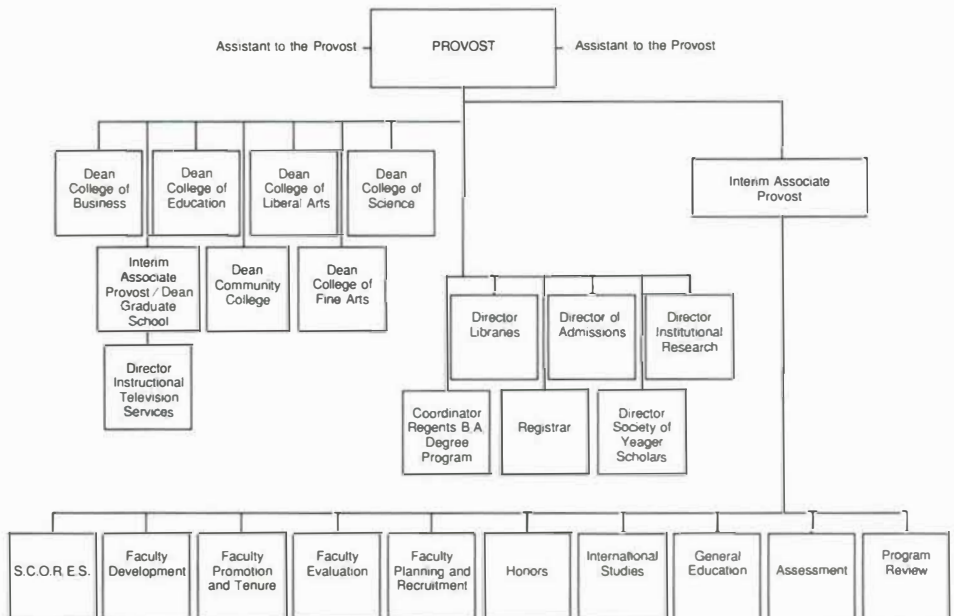 Assistant to the Provost
PROVOST
Assistant to the Provost
Dean
College of
Business
Dean
College of
Education
Dean
College of
Liberal Arts
Dean
College of
Science
Interim Associate
Provost
Interim
Associate
Provost / Dean
Graduate
School
Dean
Community
College
Dean
College of
Fine Arts
Director
Instructional
Television
Services
Director
Libraries
Director of
Admissions
Director
Institutional
Research
Coordinator
Regents B.A.
Degree
Program
Registrar
Director
Society of
Yeager
Scholars
S.C.O.R.E.S.
Faculty
Development
Faculty
Promotion
and Tenure
Faculty
Evaluation
Faculty
Planning and
Recruitment
Honors
International
Studies
General
Education
Assessment
Program
Review